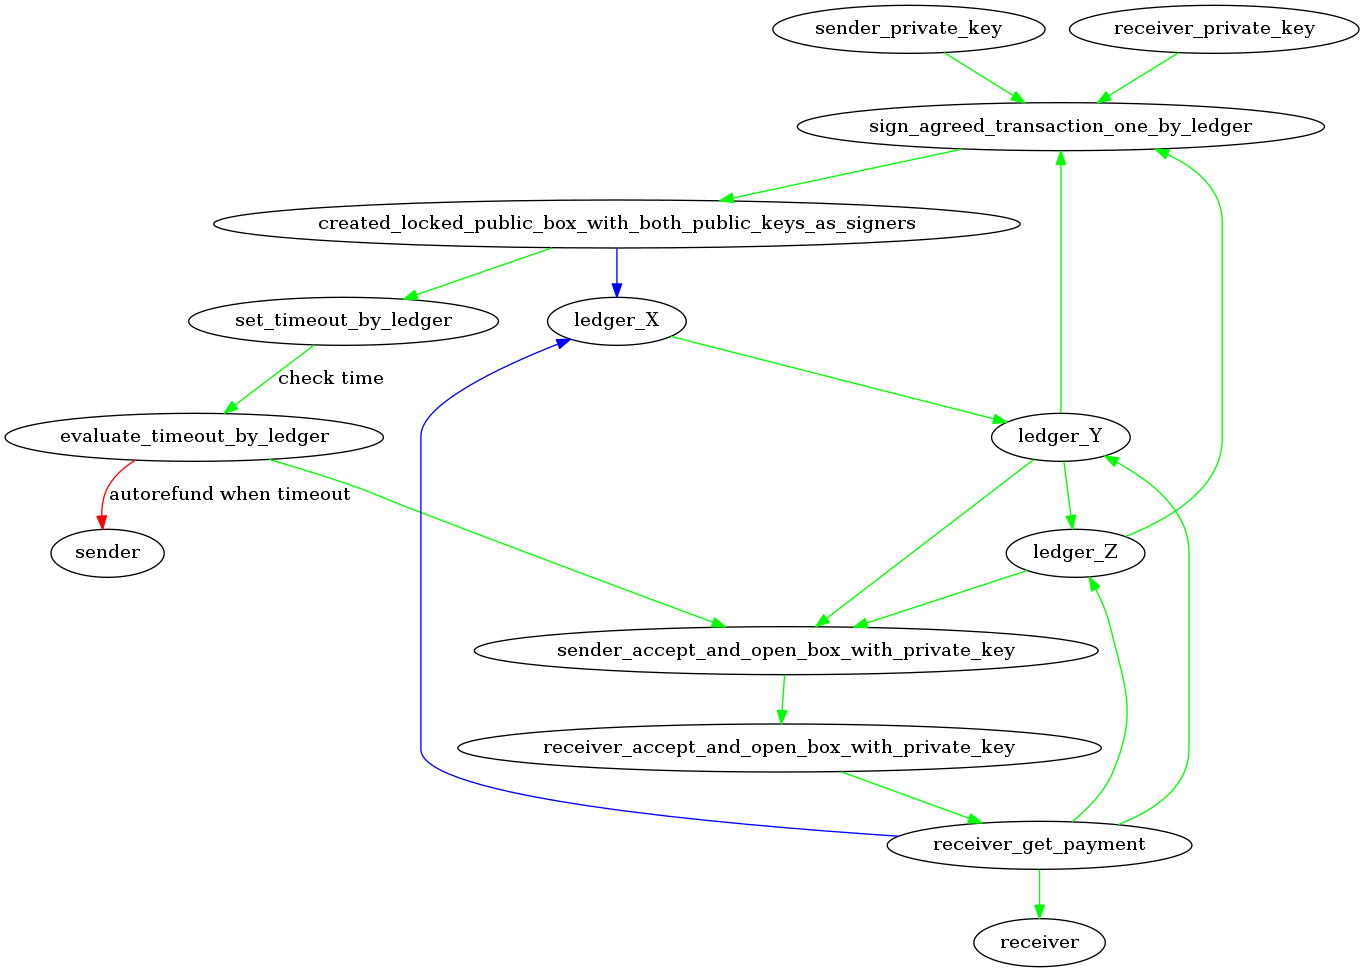 sender_private_key
receiver_private_key
sign_agreed_transaction_one_by_ledger
created_locked_public_box_with_both_public_keys_as_signers
set_timeout_by_ledger
ledger_X
check time
evaluate_timeout_by_ledger
ledger_Y
autorefund when timeout
sender
ledger_Z
sender_accept_and_open_box_with_private_key
receiver_accept_and_open_box_with_private_key
receiver_get_payment
receiver